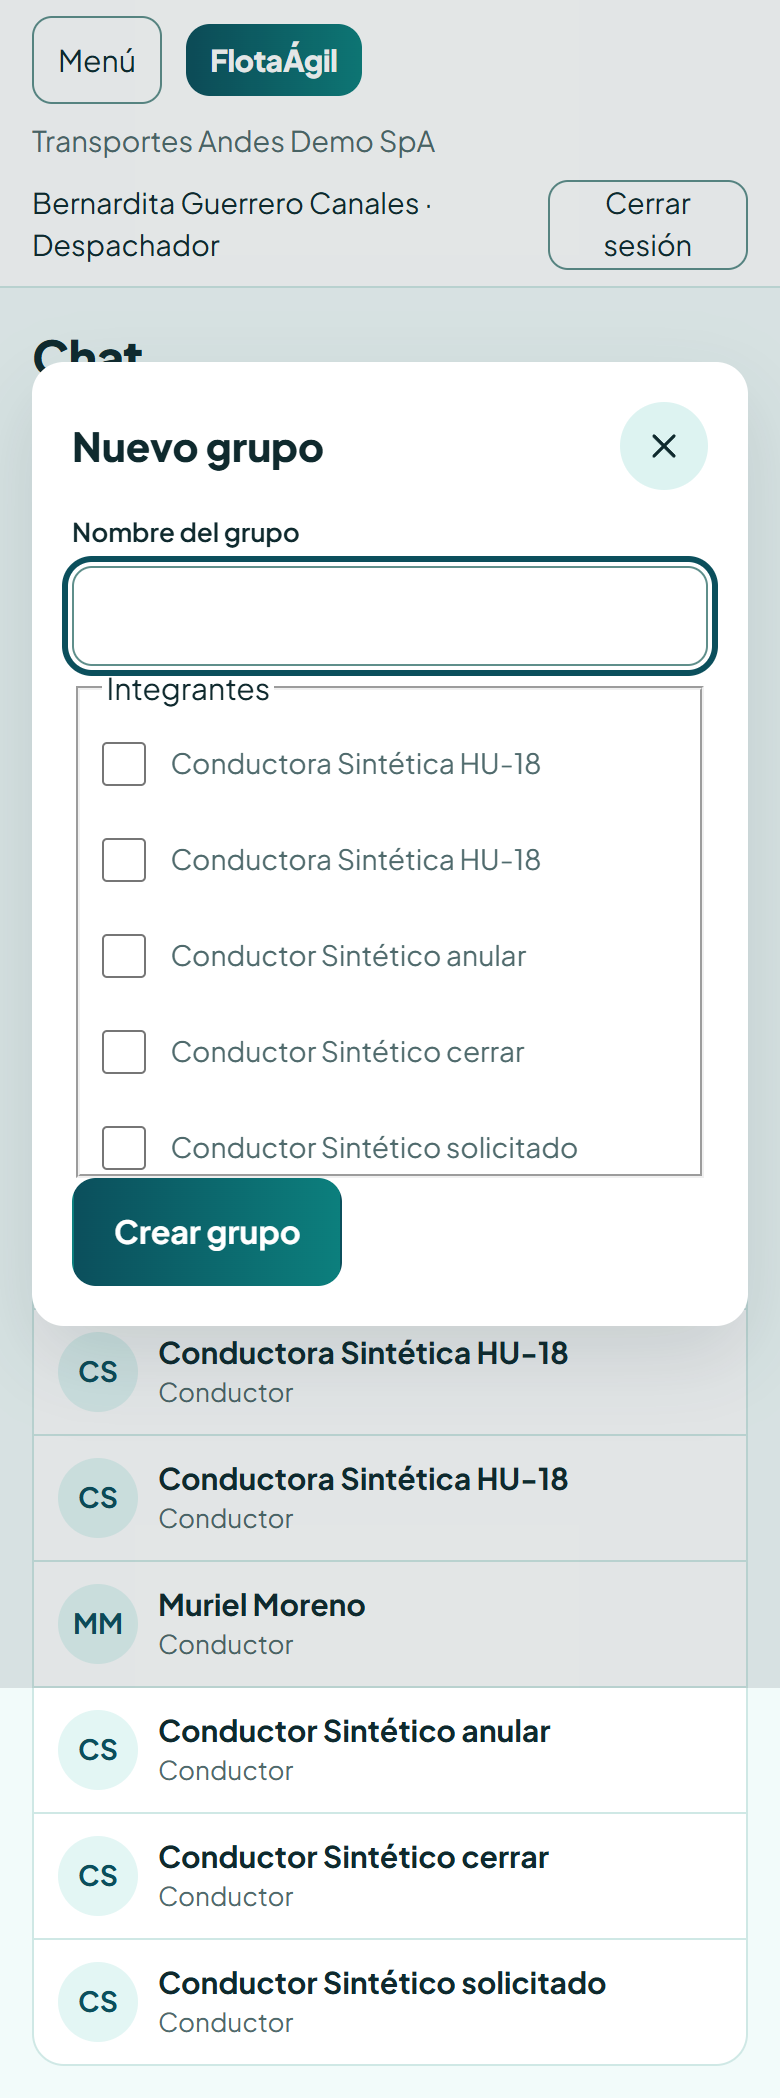 Menú
FlotaÁgil
Transportes Andes Demo SpA
Bernardita Guerrero Canales ·
Despachador
Cerrar
sesión
Chat
Nuevo grupo
Nombre del grupo
Integrantes
Conductora Sintética HU-18
Conductora Sintética HU-18
Conductor Sintético anular
Conductor Sintético cerrar
Conductor Sintético solicitado
Crear grupo
CS
Conductora Sintética HU-18
Conductor
CS
Conductora Sintética HU-18
Conductor
MM
Muriel Moreno
Conductor
CS
Conductor Sintético anular
Conductor
CS
Conductor Sintético cerrar
Conductor
CS
Conductor Sintético solicitado
Conductor